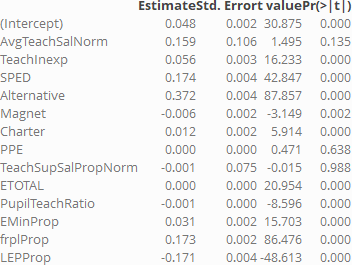 EstimateStd. Errort valuePr(>|t|)
(Intercept) 0.048 0.002 30.875 0.000
AvgTeachSalNorm 0.159 0.106 1.495 0.135
TeachInexp 0.056 0.003 16.233 0.000
SPED 0.174 0.004 42.847 0.000
Alternative 0.372 0.004 87.857 0.000
Magnet -0.006 0.002 -3.149 0.002
Charter 0.012 0.002 5.914 0.000
PPE 0.000 0.000 0.471 0.638
TeachSupSalPropNorm -0.001 0.075 -0.015 0.988
ETOTAL 0.000 0.000 20.954 0.000
PupilTeachRatio -0.001 0.000 -8.596 0.000
EMinProp 0.031 0.002 15.703 0.000
frplProp 0.173 0.002 86.476 0.000
LEPProp -0.171 0.004 -48.613 0.000